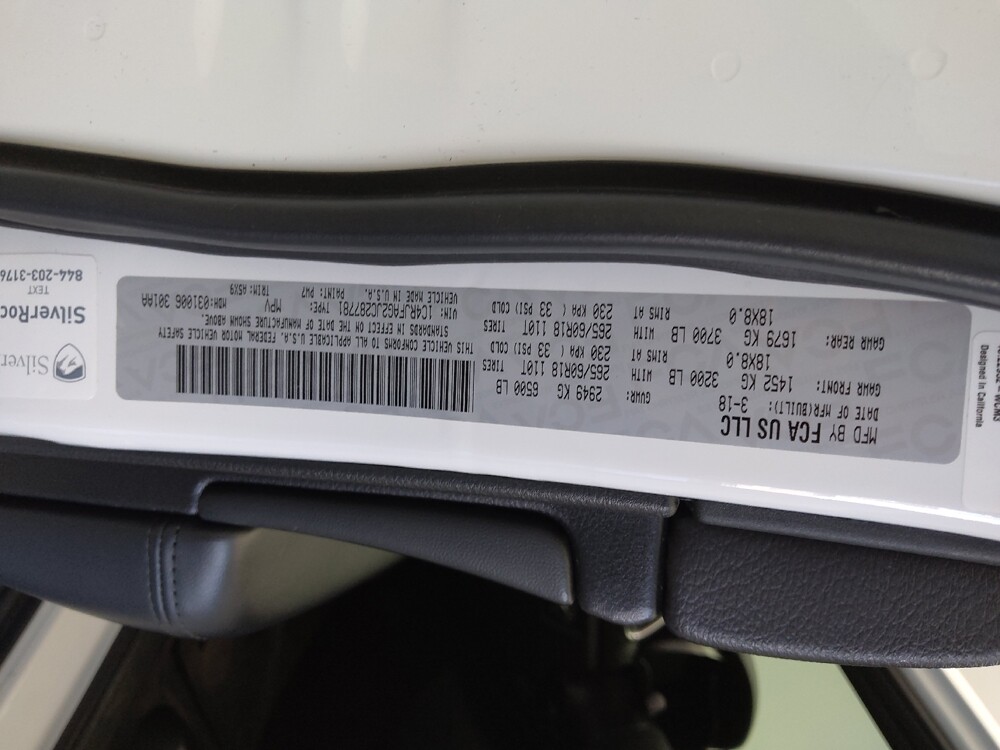 MFD BY FCA US LLC
DATE OF MFR(BUILT): 3-18 GVWR: 2949 KG 6500 LB
GAWR FRONT: 1452 KG 3200 LB WITH TIRES 265/60R18 110T
18X8.0 RIMS AT 230 KPA ( 33 PSI) COLD
GAWR REAR: 1679 KG 3700 LB WITH TIRES 265/60R18 110T
18X8.0 RIMS AT 230 KPA ( 33 PSI) COLD
THIS VEHICLE CONFORMS TO ALL APPLICABLE U.S.A. FEDERAL MOTOR VEHICLE SAFETY
STANDARDS IN EFFECT ON THE DATE OF MANUFACTURE SHOWN ABOVE.
VIN: 1C4RJFAG2JC287781 TYPE: MPV MDH:031006 301AA
VEHICLE MADE IN U.S.A. PAINT: PW7 TRIM: A5X9
Silver
SilverRoc
TEXT
844-203-3176
Designed in California